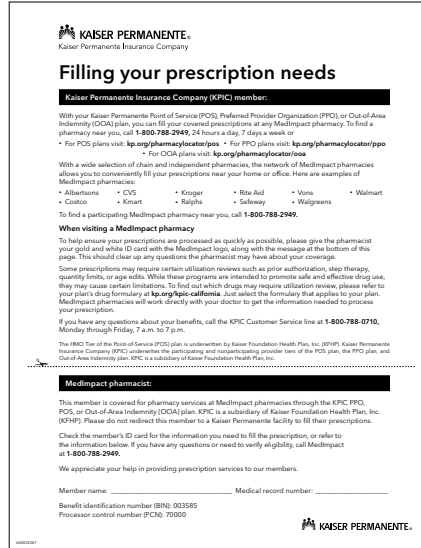 KAISER PERMANENTE®
Kaiser Permanente Insurance Company
Filling your prescription needs
Kaiser Permanente Insurance Company (KPIC) member:
With your Kaiser Permanente Point of Service (POS), Preferred Provider Organization (PPO), or Out-of-Area
Indemnity (OOA) plan, you can fill your covered prescriptions at any MedImpact pharmacy. To find a
pharmacy near you, call 1-800-788-2949, 24 hours a day, 7 days a week or
• For POS plans visit: kp.org/pharmacylocator/pos • For PPO plans visit: kp.org/pharmacylocator/ppo
• For OOA plans visit: kp.org/pharmacylocator/ooa
With a wide selection of chain and independent pharmacies, the network of MedImpact pharmacies
allows you to conveniently fill your prescriptions near your home or office. Here are examples of
MedImpact pharmacies:
• Albertsons • CVS • Kroger • Rite Aid • Vons • Walmart
• Costco • Kmart • Ralphs • Safeway • Walgreens
To find a participating MedImpact pharmacy near you, call 1-800-788-2949.
When visiting a MedImpact pharmacy
To help ensure your prescriptions are processed as quickly as possible, please give the pharmacist
your gold and white ID card with the MedImpact logo, along with the message at the bottom of this
page. This should clear up any questions the pharmacist may have about your coverage.
Some prescriptions may require certain utilization reviews such as prior authorization, step therapy,
quantity limits, or age edits. While these programs are intended to promote safe and effective drug use,
they may cause certain limitations. To find out which drugs may require utilization review, please refer to
your plan's drug formulary at kp.org/kpic-california. Just select the formulary that applies to your plan.
MedImpact pharmacies will work directly with your doctor to get the information needed to process
your prescription.
If you have any questions about your benefits, call the KPIC Customer Service line at 1-800-788-0710,
Monday through Friday, 7 a.m. to 7 p.m.
The HMO Tier of the Point-of-Service (POS) plan is underwritten by Kaiser Foundation Health Plan, Inc. (KFHP). Kaiser Permanente
Insurance Company (KPIC) underwrites the participating and nonparticipating provider tiers of the POS plan, the PPO plan, and
Out-of-Area Indemnity plan. KPIC is a subsidiary of Kaiser Foundation Health Plan, Inc.
MedImpact pharmacist:
This member is covered for pharmacy services at MedImpact pharmacies through the KPIC PPO,
POS, or Out-of-Area Indemnity (OOA) plan. KPIC is a subsidiary of Kaiser Foundation Health Plan, Inc.
(KFHP). Please do not redirect this member to a Kaiser Permanente facility to fill their prescriptions.
Check the member's ID card for the information you need to fill the prescription, or refer to
the information below. If you have any questions or need to verify eligibility, call MedImpact
at 1-800-788-2949.
We appreciate your help in providing prescription services to our members.
Member name: Medical record number:
Benefit identification number (BIN): 003585
Processor control number (PCN): 70000
KAISER PERMANENTE®